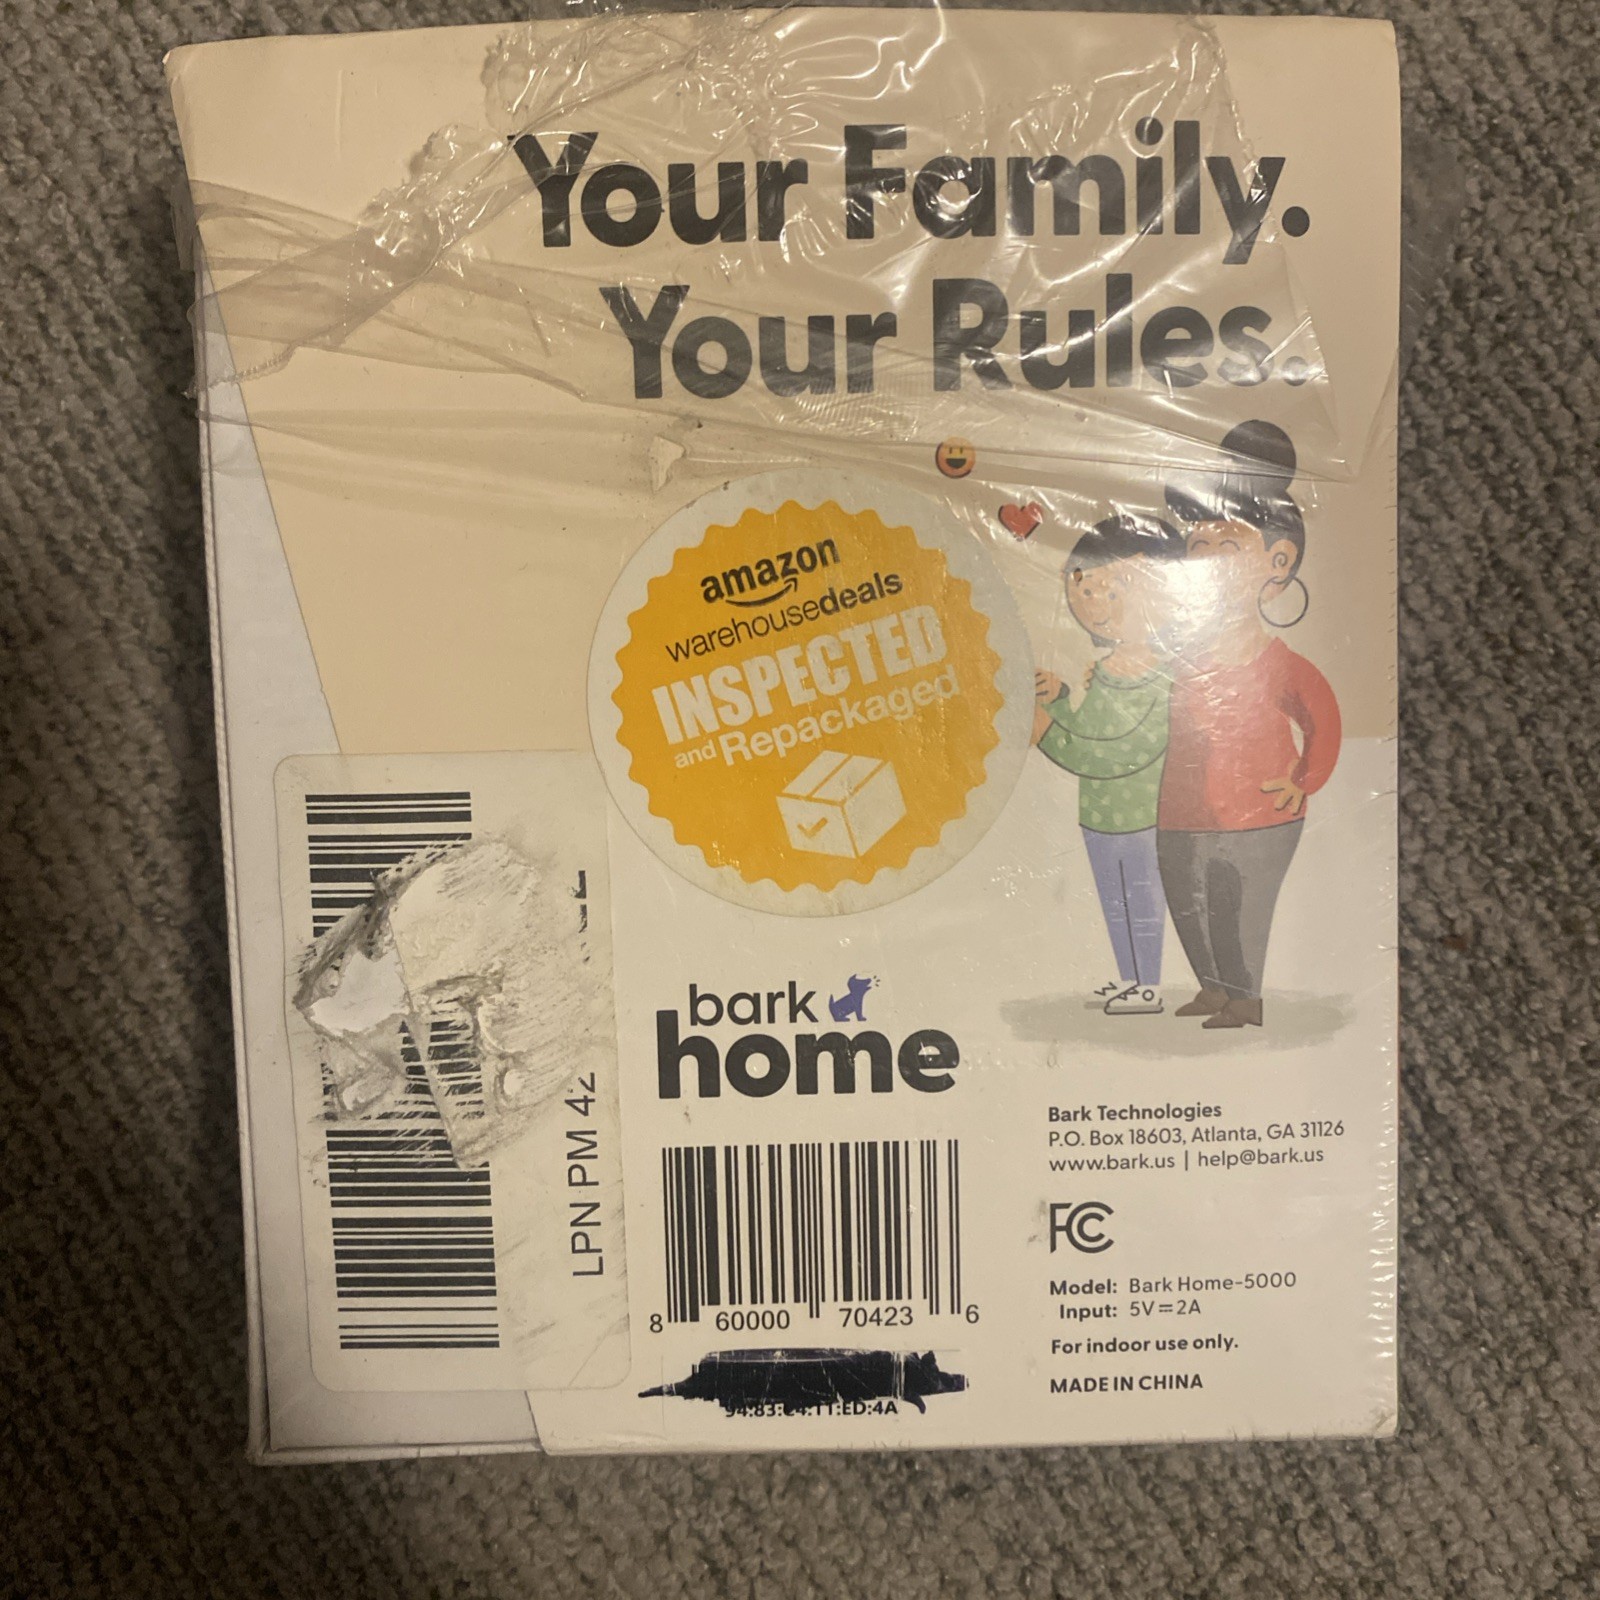 Your Family.
Your Rules.
amazon
warehousedeals
INSPECTED
and Repackaged
LPN PM 42
bark
home
8 60000 70423 6
Bark Technologies
P.O. Box 18603, Atlanta, GA 31126
www.bark.us | help@bark.us
FC
Model: Bark Home-5000
Input: 5V⎓2A
For indoor use only.
MADE IN CHINA